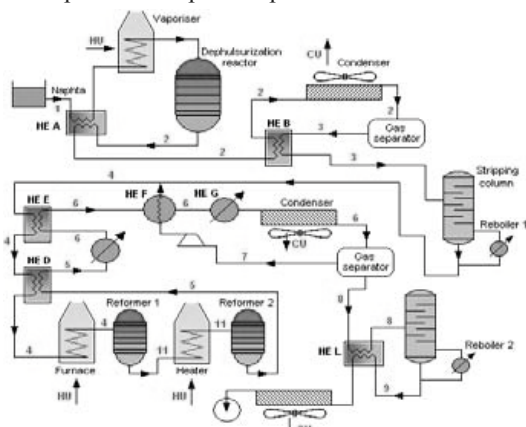 Vaporiser
HU
Dephulsurization
reactor
CU
Condenser
Naphta
1
2
2
2
HE A
2
HE B
3
Gas
separator
2
3
4
Stripping
column
HE E
6
HE F
HE G
6
Condenser
6
Reboiler 1
4
6
5
CU
7
Gas
separator
HE D
5
8
Reformer 1
Reformer 2
4
4
11
11
8
HE L
Reboiler 2
Furnace
Heater
9
HU
HU